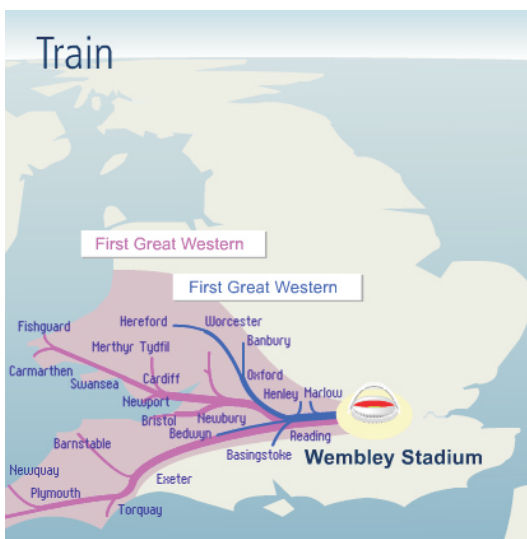 Train
First Great Western
First Great Western
Hereford
Worcester
Fishguard
Banbury
Merthyr Tydfil
Carmarthen
Cardiff
Oxford
Swansea
Henley
Marlow
Newport
Bristol
Newbury
Bedwyn
Reading
Barnstable
Basingstoke
Wembley Stadium
Newquay
Exeter
Plymouth
Torquay